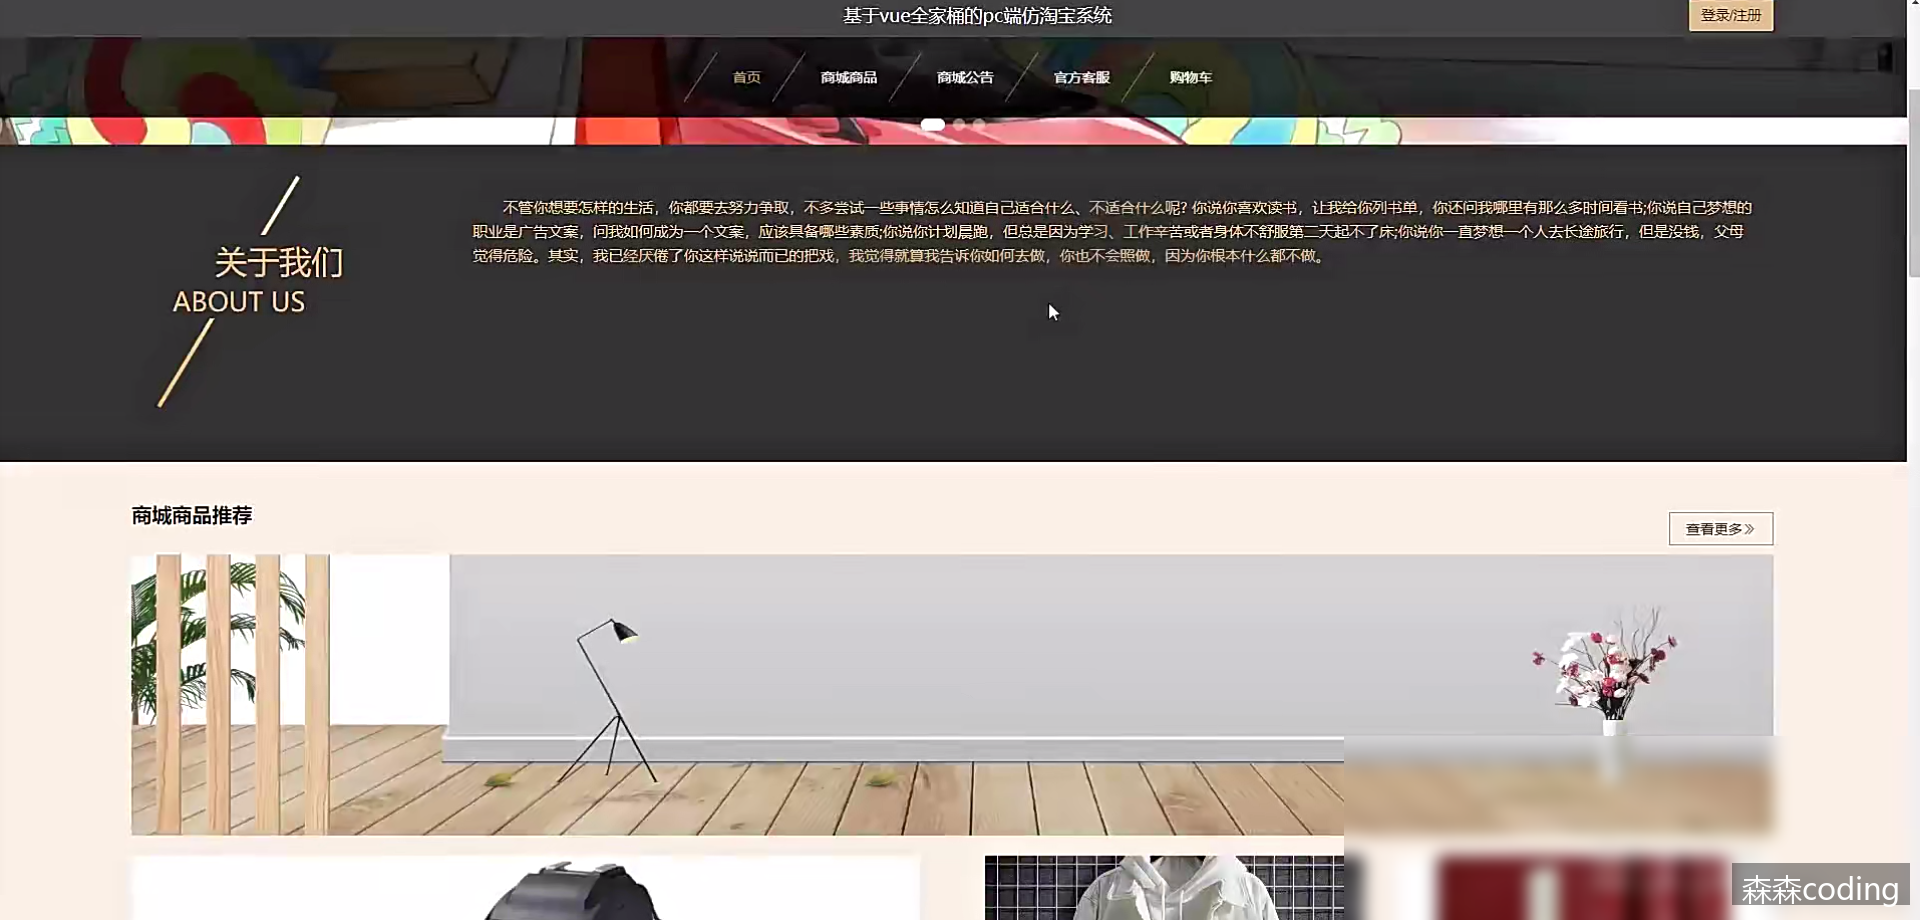 基于vue全家桶的pc端仿淘宝系统
登录/注册
首页 商城商品 商城公告 官方客服 购物车
不管你想要怎样的生活，你都要去努力争取，不多尝试一些事情怎么知道自己适合什么、不适合什么呢? 你说你喜欢读书，让我给你列书单，你还问我哪里有那么多时间看书;你说自己梦想的
职业是广告文案，问我如何成为一个文案，应该具备哪些素质;你说你计划晨跑，但总是因为学习、工作辛苦或者身体不舒服第二天起不了床;你说你一直梦想一个人去长途旅行，但是没钱，父母
觉得危险。其实，我已经厌倦了你这样说说而已的把戏，我觉得就算我告诉你如何去做，你也不会照做，因为你根本什么都不做。
关于我们
ABOUT US
商城商品推荐
查看更多》
森森coding